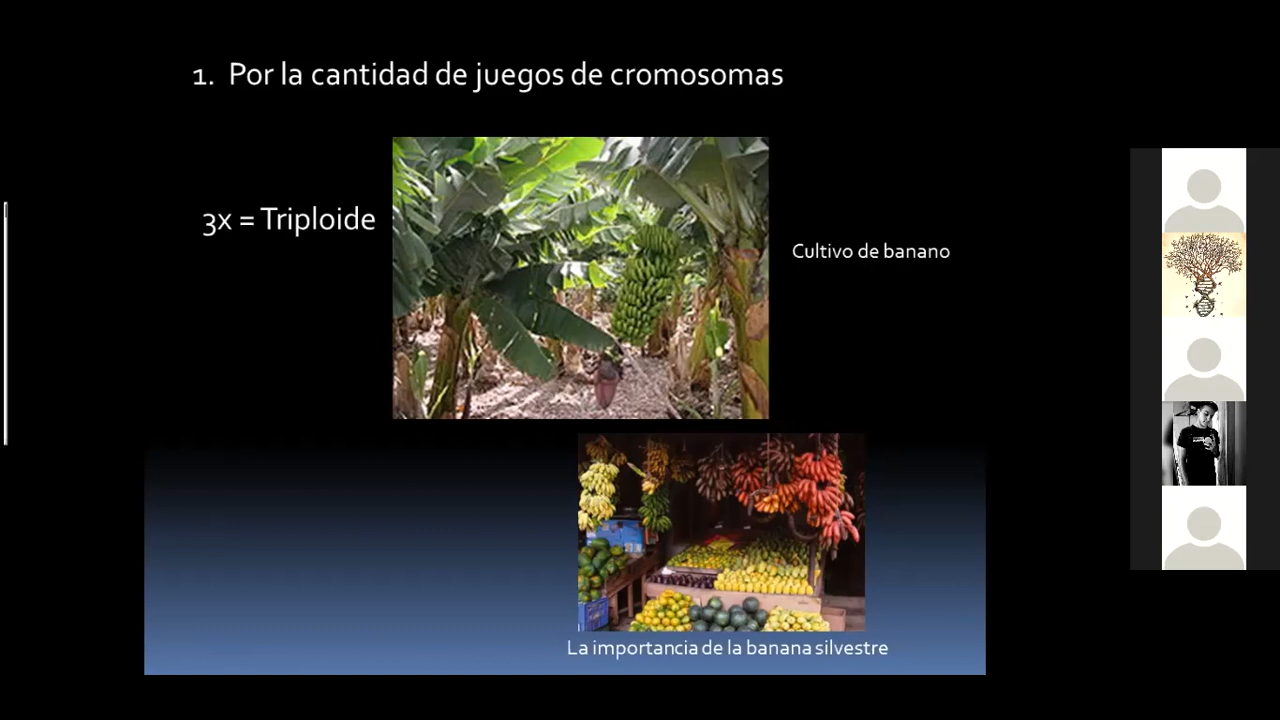 1. Por la cantidad de juegos de cromosomas
3x = Triploide
Cultivo de banano
La importancia de la banana silvestre